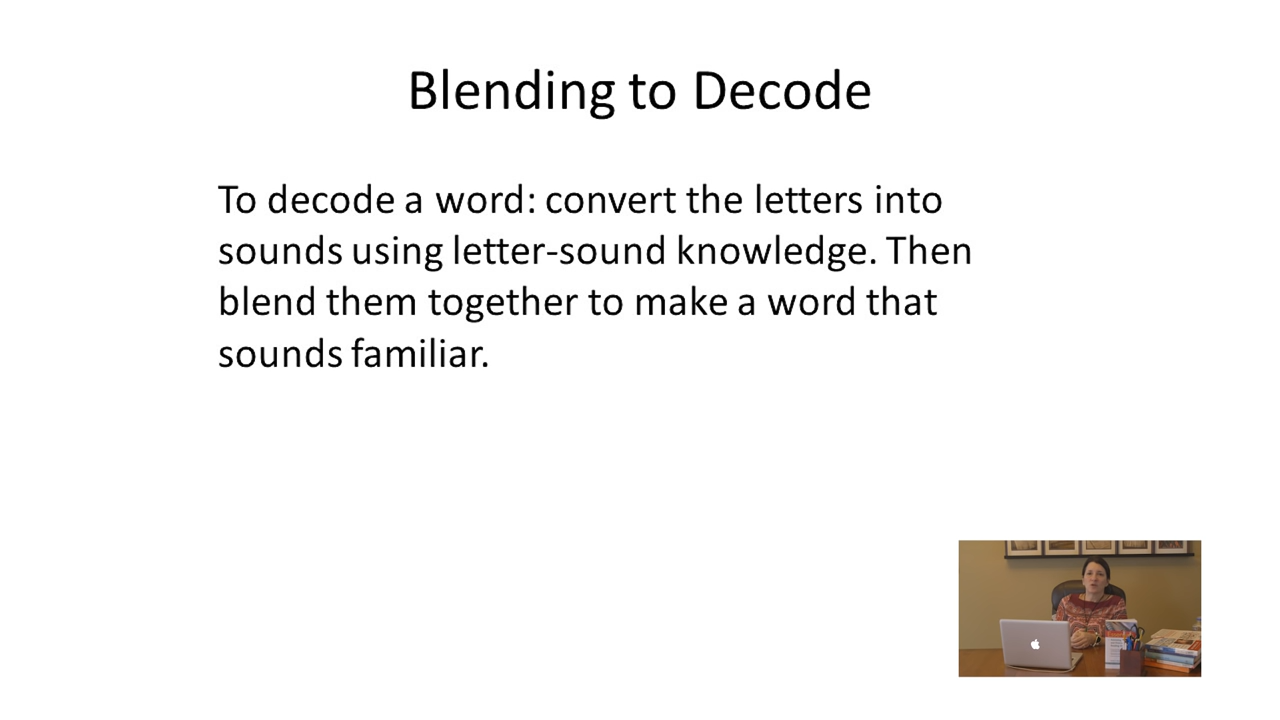 Blending to Decode
To decode a word: convert the letters into
sounds using letter-sound knowledge. Then
blend them together to make a word that
sounds familiar.